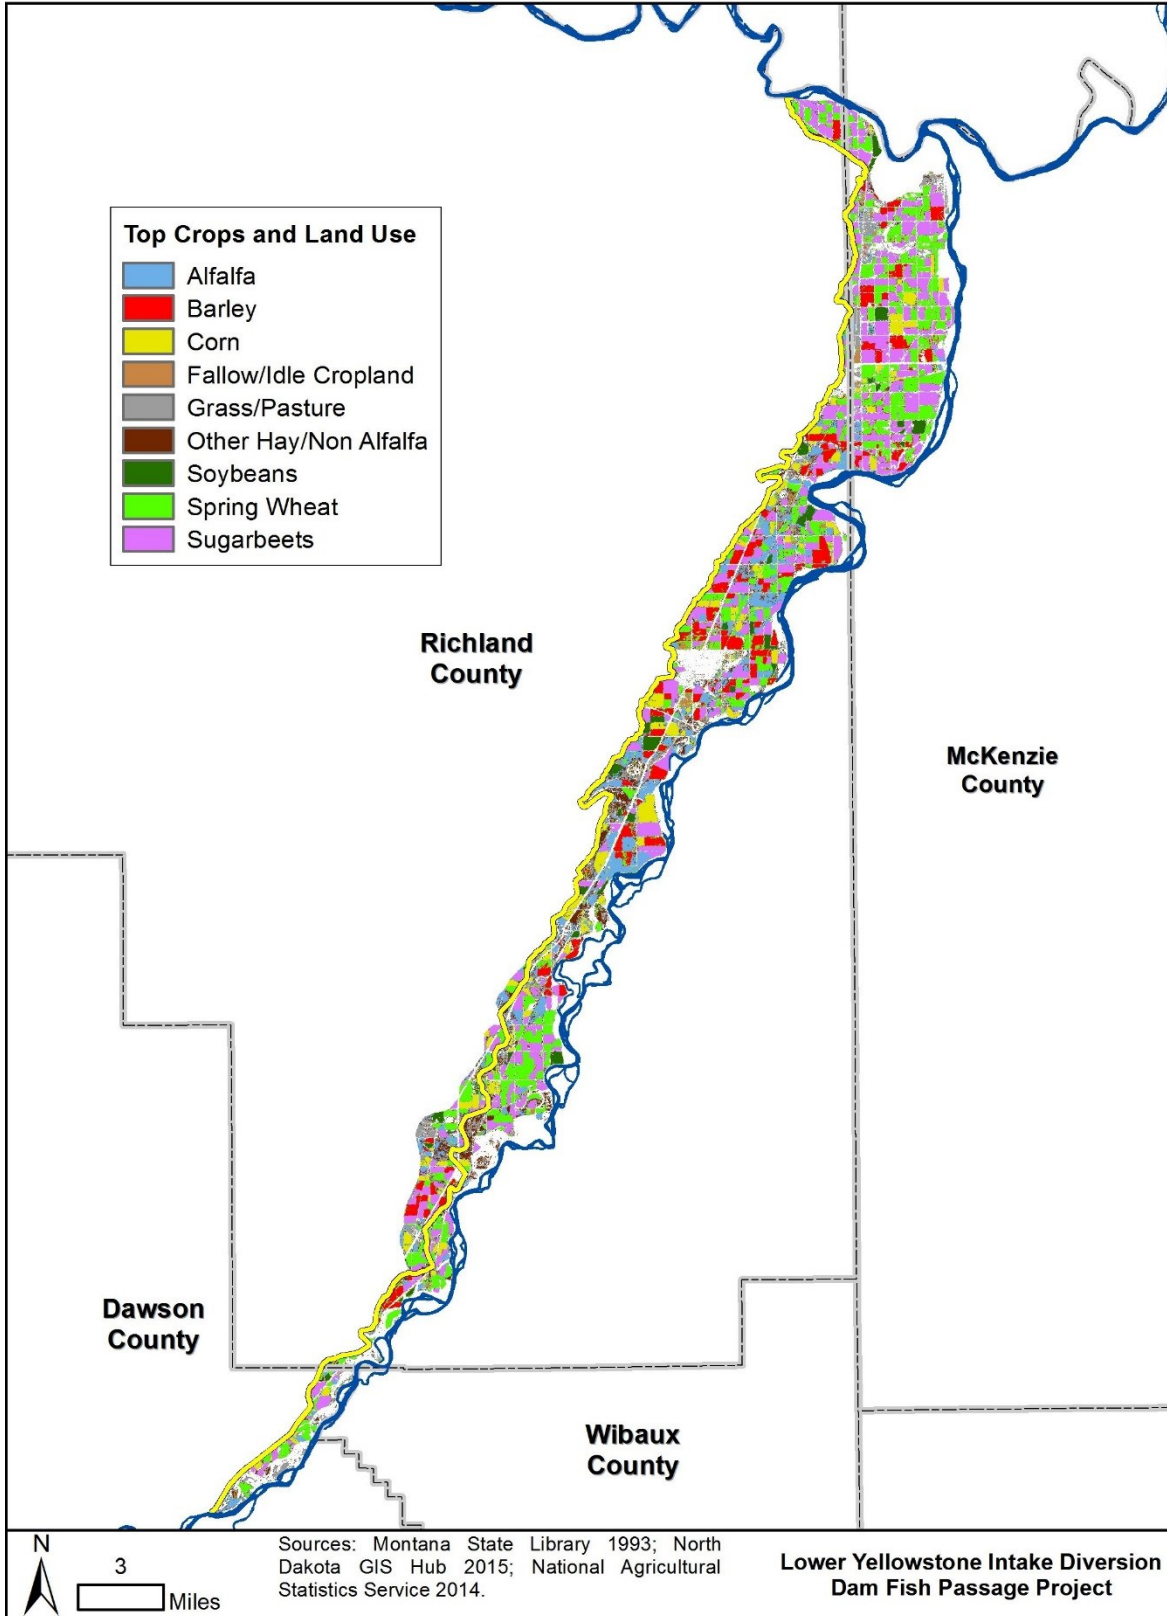 Top Crops and Land Use
Alfalfa
Barley
Corn
Fallow/Idle Cropland
Grass/Pasture
Other Hay/Non Alfalfa
Soybeans
Spring Wheat
Sugarbeets
Richland
County
McKenzie
County
Dawson
County
Wibaux
County
N
3
Miles
Sources: Montana State Library 1993; North
Dakota GIS Hub 2015; National Agricultural
Statistics Service 2014.
Lower Yellowstone Intake Diversion
Dam Fish Passage Project